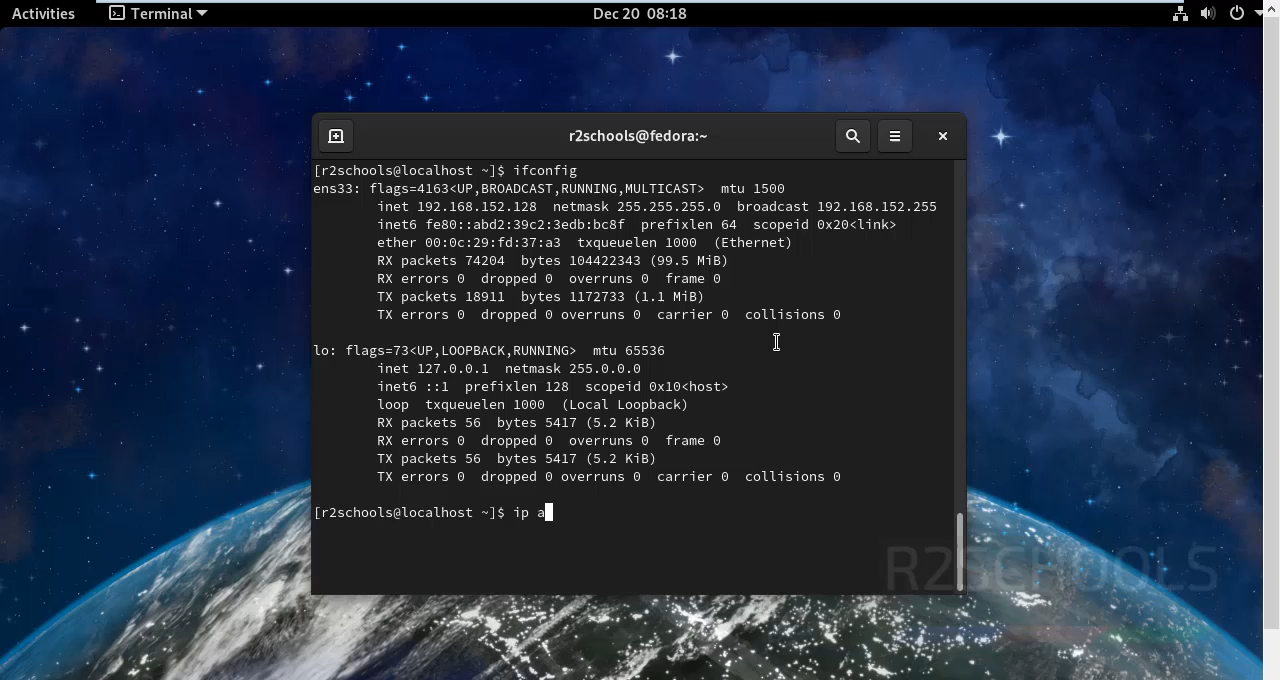 Activities Terminal Dec 20 08:18
r2schools@fedora:~
[r2schools@localhost ~]$ ifconfig
ens33: flags=4163<UP,BROADCAST,RUNNING,MULTICAST>  mtu 1500
        inet 192.168.152.128  netmask 255.255.255.0  broadcast 192.168.152.255
        inet6 fe80::abd2:39c2:3edb:bc8f  prefixlen 64  scopeid 0x20<link>
        ether 00:0c:29:fd:37:a3  txqueuelen 1000  (Ethernet)
        RX packets 74204  bytes 104422343 (99.5 MiB)
        RX errors 0  dropped 0  overruns 0  frame 0
        TX packets 18911  bytes 1172733 (1.1 MiB)
        TX errors 0  dropped 0 overruns 0  carrier 0  collisions 0
lo: flags=73<UP,LOOPBACK,RUNNING>  mtu 65536
        inet 127.0.0.1  netmask 255.0.0.0
        inet6 ::1  prefixlen 128  scopeid 0x10<host>
        loop  txqueuelen 1000  (Local Loopback)
        RX packets 56  bytes 5417 (5.2 KiB)
        RX errors 0  dropped 0  overruns 0  frame 0
        TX packets 56  bytes 5417 (5.2 KiB)
        TX errors 0  dropped 0 overruns 0  carrier 0  collisions 0
[r2schools@localhost ~]$ ip a
R2SCHOOLS